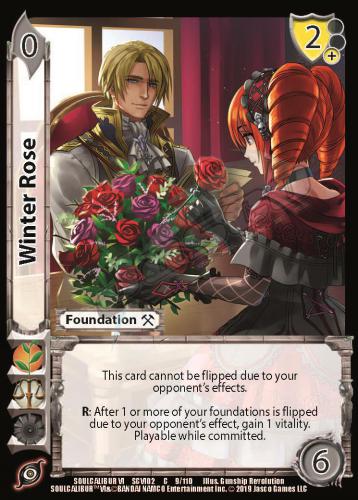 0
2
+
Winter Rose
Foundation
This card cannot be flipped due to your
opponent's effects.
R: After 1 or more of your foundations is flipped
due to your opponent's effect, gain 1 vitality.
Playable while committed.
6
SOULCALIBUR VI SCVI02 C 9/110 Illus. Gunship Revolution
SOULCALIBUR™VI&©BANDAI NAMCO Entertainment Inc. © 2019 Jasco Games LLC